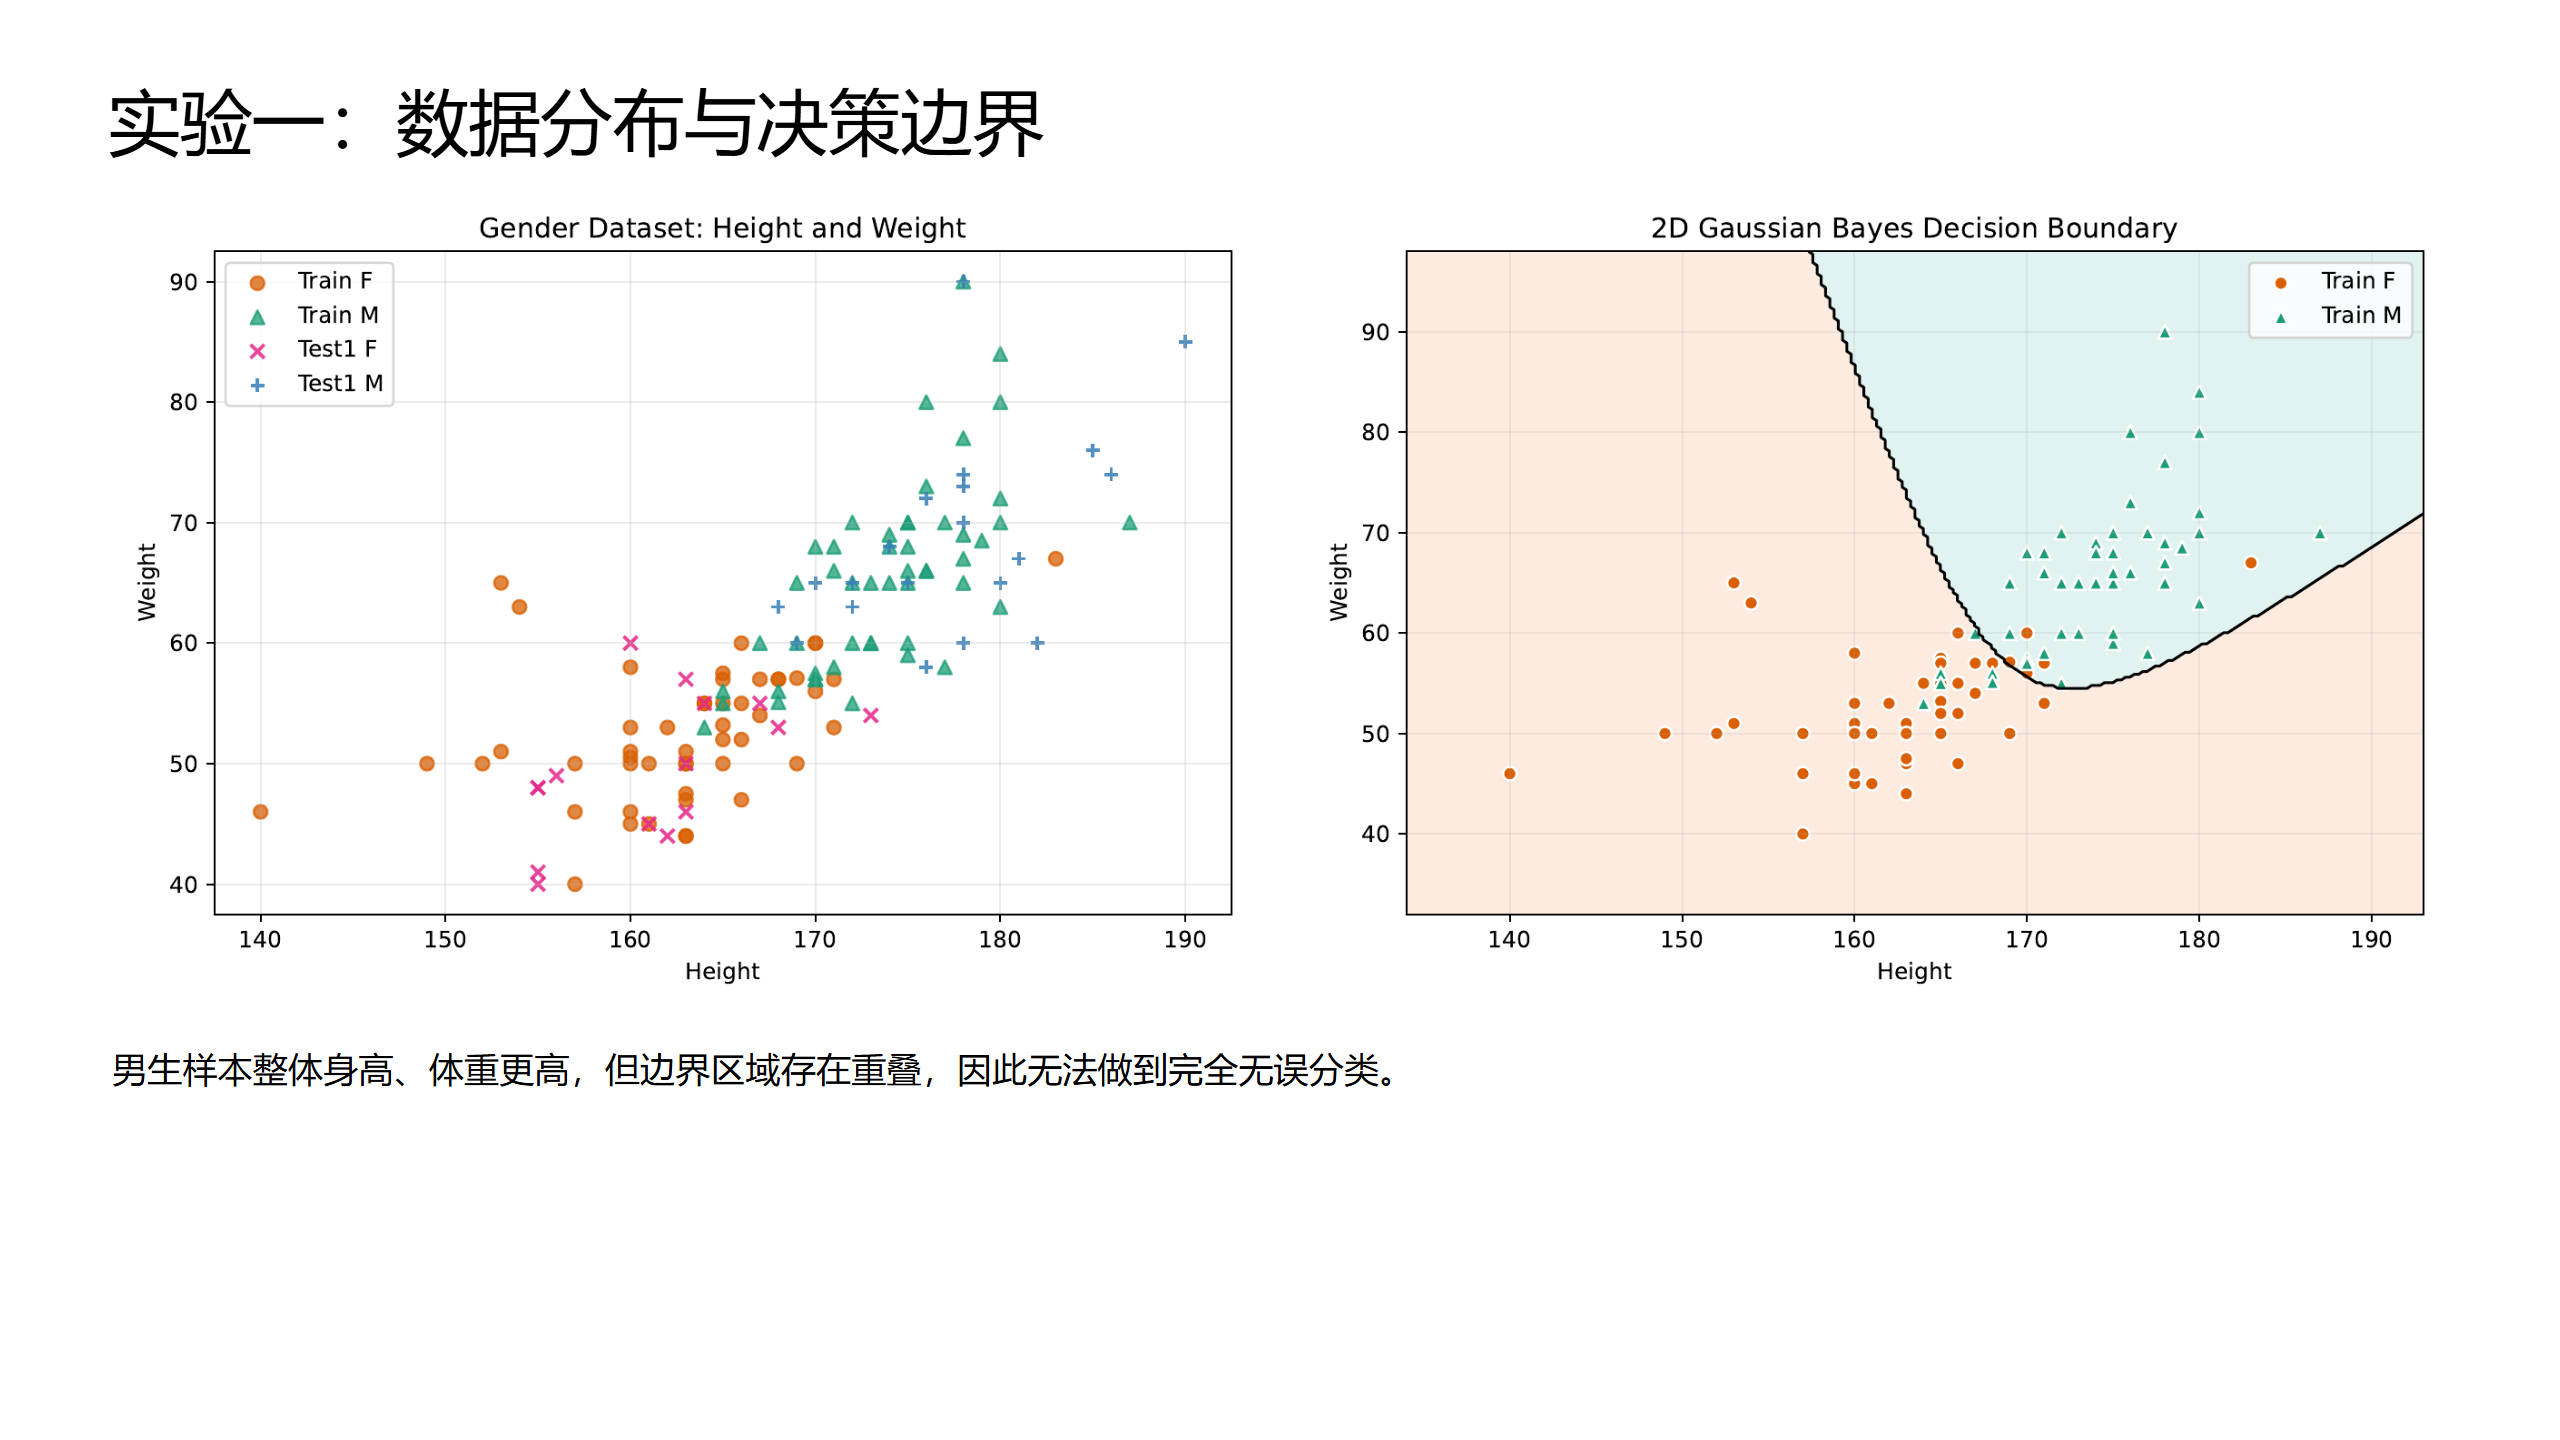 实验一：数据分布与决策边界
Gender Dataset: Height and Weight
Train F
Train M
Test1 F
Test1 M
90
80
70
60
50
40
Weight
140 150 160 170 180 190
Height
2D Gaussian Bayes Decision Boundary
Train F
Train M
90
80
70
60
50
40
Weight
140 150 160 170 180 190
Height
男生样本整体身高、体重更高，但边界区域存在重叠，因此无法做到完全无误分类。